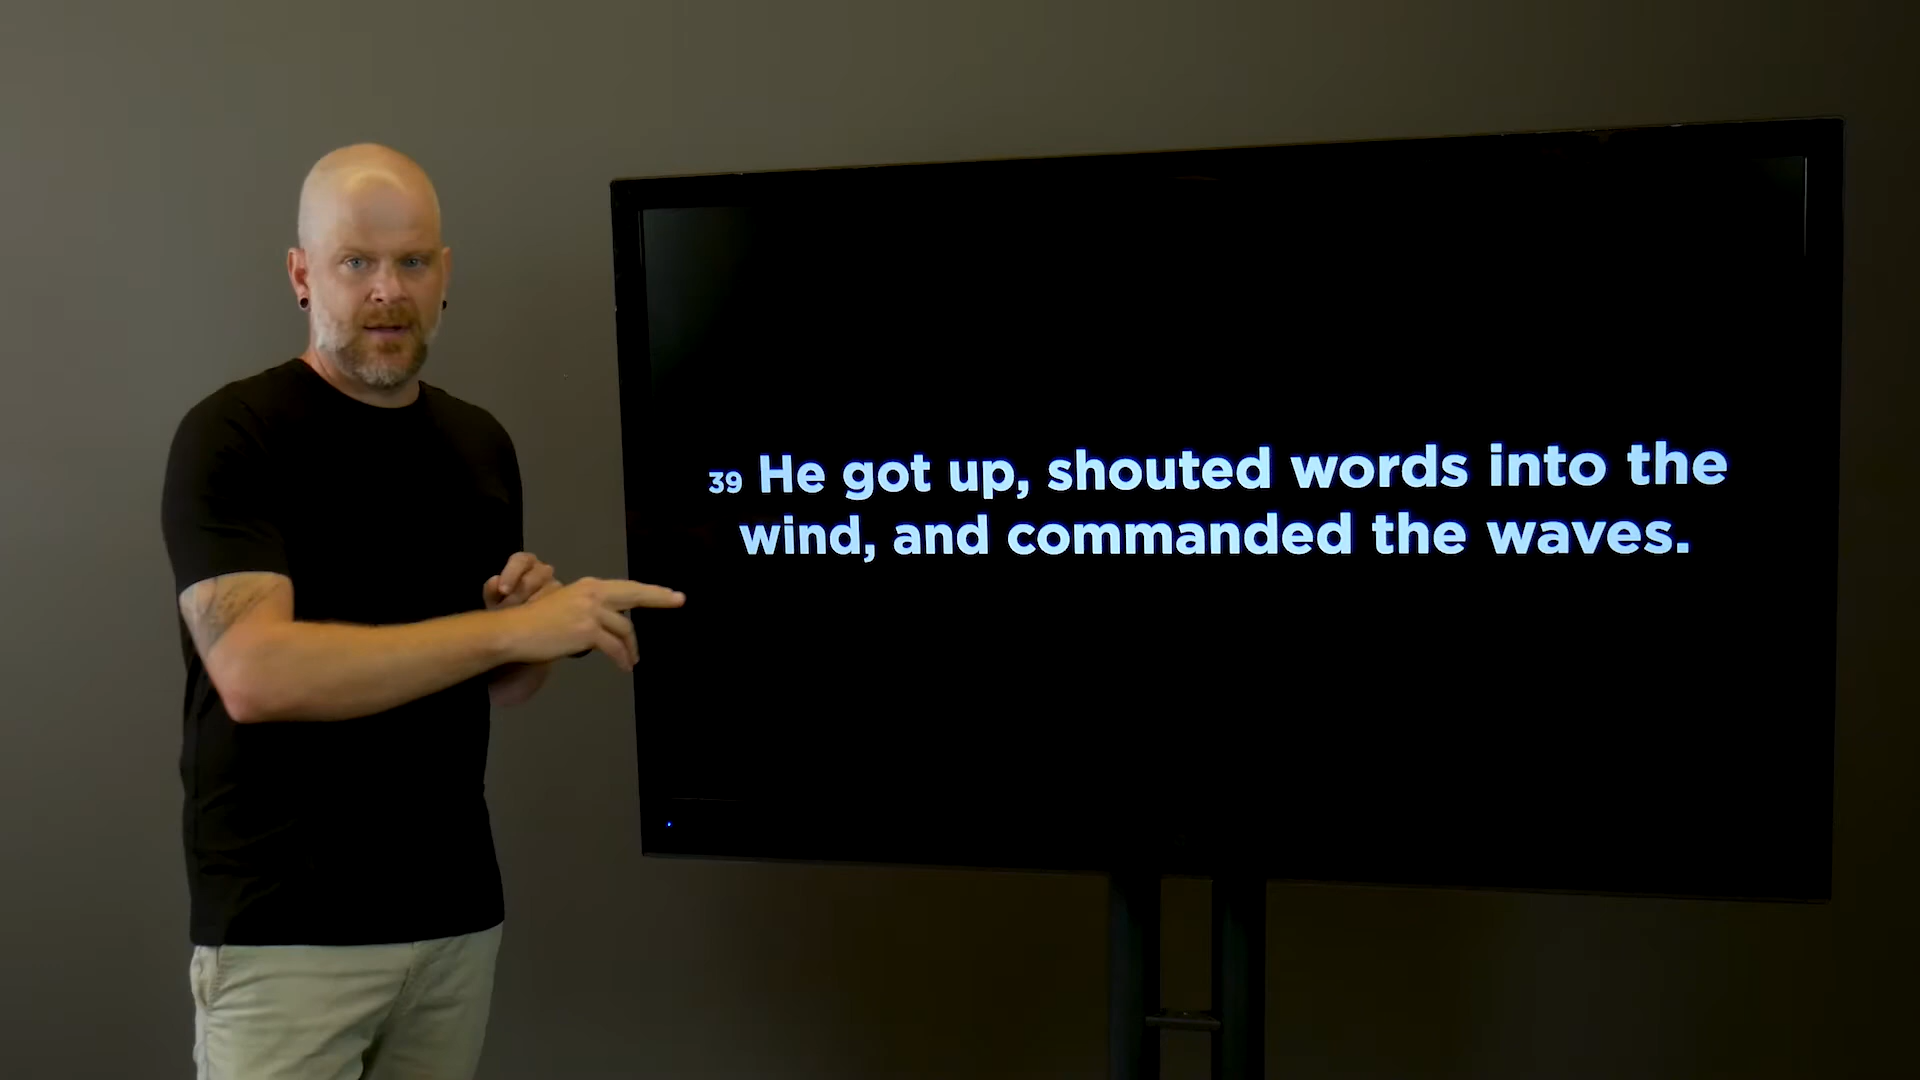 39 He got up, shouted words into the
wind, and commanded the waves.